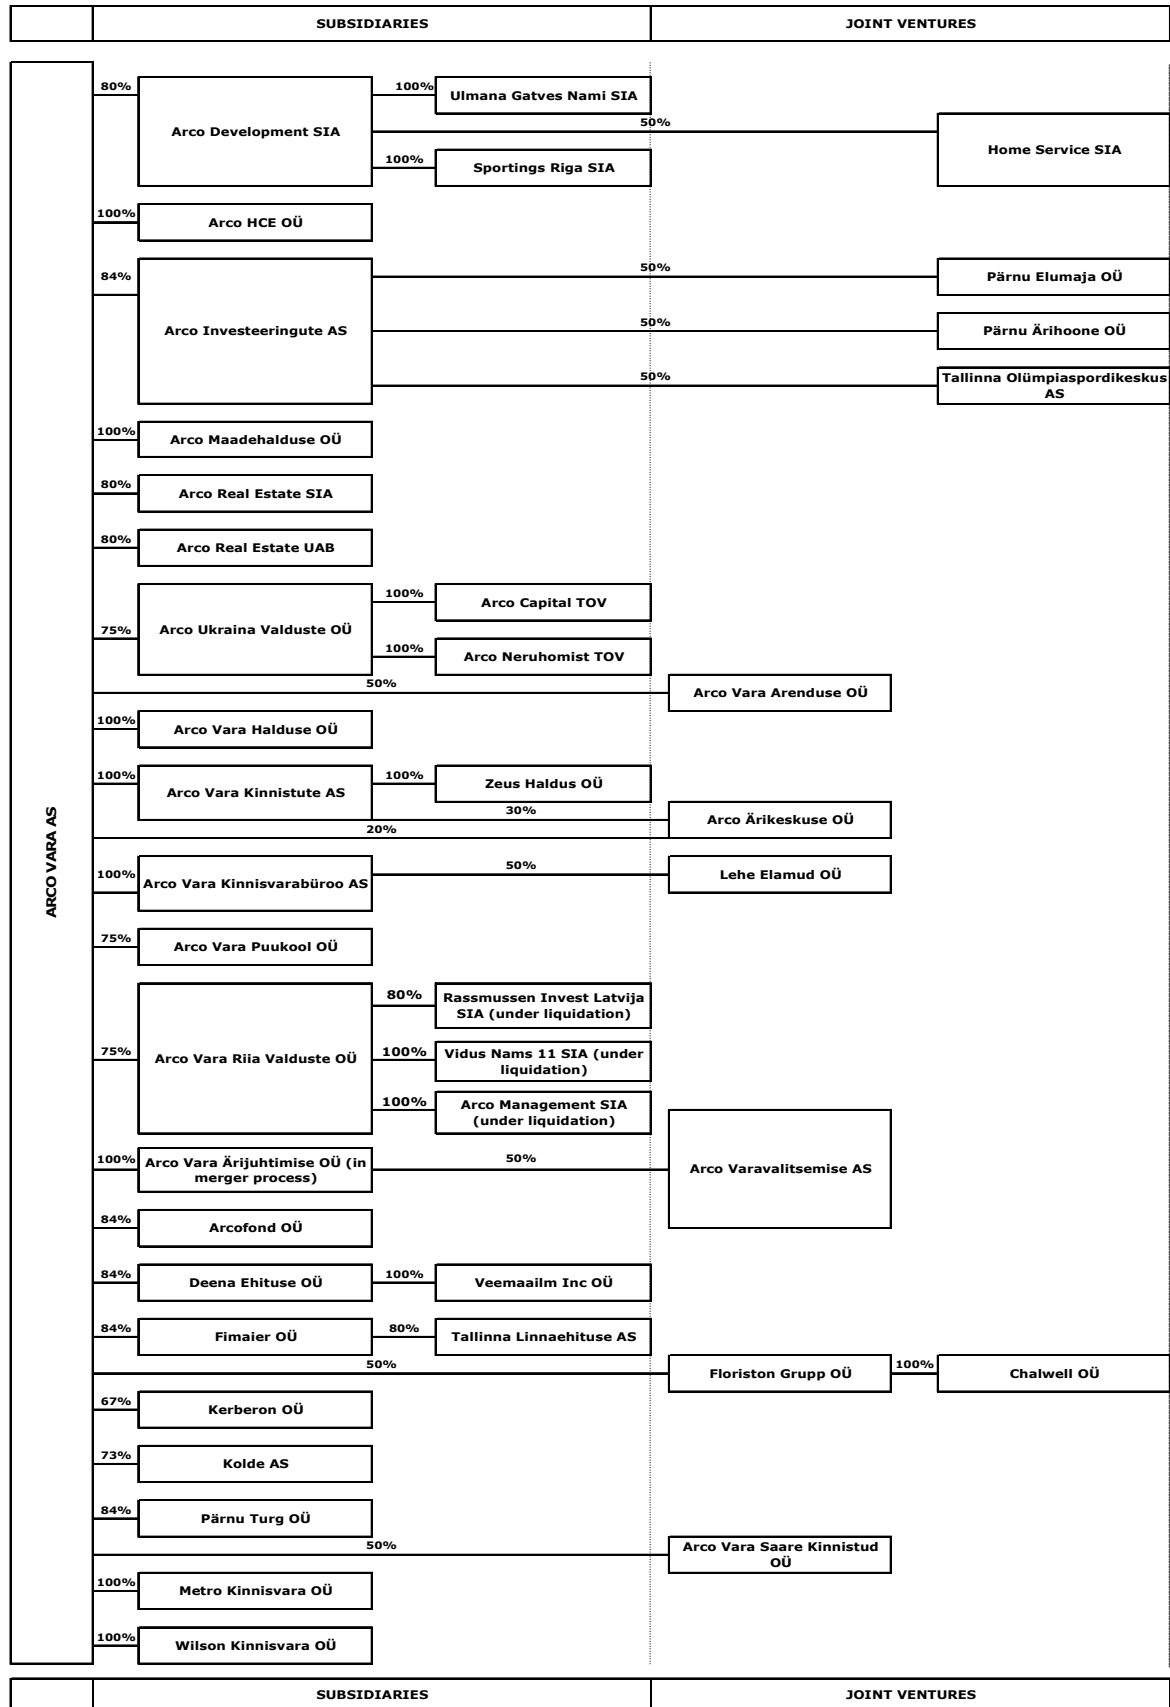 SUBSIDIARIES
JOINT VENTURES
ARCO VARA AS
80%
Arco Development SIA
100%
Ulmana Gatves Nami SIA
50%
Home Service SIA
100%
Sportings Riga SIA
100%
Arco HCE OÜ
84%
Arco Investeeringute AS
50%
Pärnu Elumaja OÜ
50%
Pärnu Ärihoone OÜ
50%
Tallinna Olümpiaspordikeskus
AS
100%
Arco Maadehalduse OÜ
80%
Arco Real Estate SIA
80%
Arco Real Estate UAB
75%
Arco Ukraina Valduste OÜ
100%
Arco Capital TOV
100%
Arco Neruhomist TOV
50%
Arco Vara Arenduse OÜ
100%
Arco Vara Halduse OÜ
100%
Arco Vara Kinnistute AS
100%
Zeus Haldus OÜ
30%
Arco Ärikeskuse OÜ
20%
100%
Arco Vara Kinnisvarabüroo AS
50%
Lehe Elamud OÜ
75%
Arco Vara Puukool OÜ
75%
Arco Vara Riia Valduste OÜ
80%
Rassmussen Invest Latvija
SIA (under liquidation)
100%
Vidus Nams 11 SIA (under
liquidation)
100%
Arco Management SIA
(under liquidation)
100%
Arco Vara Ärijuhtimise OÜ (in
merger process)
50%
Arco Varavalitsemise AS
84%
Arcofond OÜ
84%
Deena Ehituse OÜ
100%
Veemaailm Inc OÜ
84%
Fimaier OÜ
80%
Tallinna Linnaehituse AS
50%
Floriston Grupp OÜ
100%
Chalwell OÜ
67%
Kerberon OÜ
73%
Kolde AS
84%
Pärnu Turg OÜ
50%
Arco Vara Saare Kinnistud
OÜ
100%
Metro Kinnisvara OÜ
100%
Wilson Kinnisvara OÜ
SUBSIDIARIES
JOINT VENTURES